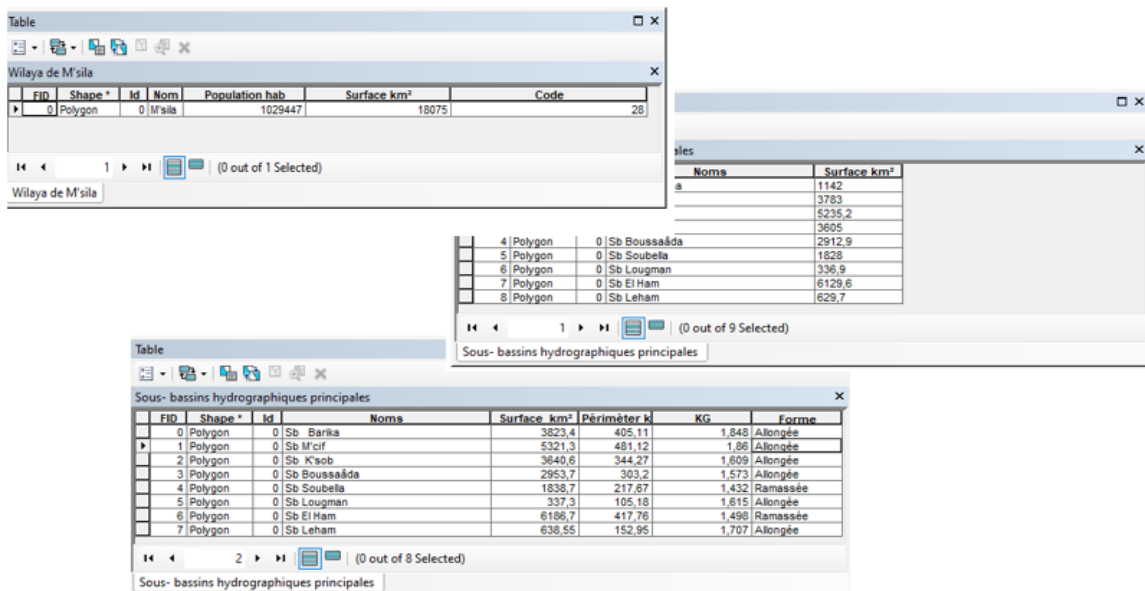 Table
Wilaya de M'sila
FID Shape * Id Nom Population hab Surface km² Code
0 Polygon 0 M'sila 1029447 18075 28
1 (0 out of 1 Selected)
Wilaya de M'sila
ales
Noms Surface km²
a 1142
3783
5235,2
3605
4 Polygon 0 Sb Boussaâda 2912,9
5 Polygon 0 Sb Soubella 1828
6 Polygon 0 Sb Lougman 336,9
7 Polygon 0 Sb El Ham 6129,6
8 Polygon 0 Sb Leham 629,7
1 (0 out of 9 Selected)
Sous- bassins hydrographiques principales
Table
Sous- bassins hydrographiques principales
FID Shape * Id Noms Surface km² Périmèter k KG Forme
0 Polygon 0 Sb Barika 3823,4 405,11 1,848 Allongée
1 Polygon 0 Sb M'cif 5321,3 481,12 1,86 Allongée
2 Polygon 0 Sb K'sob 3640,6 344,27 1,609 Allongée
3 Polygon 0 Sb Boussaâda 2953,7 303,2 1,573 Allongée
4 Polygon 0 Sb Soubella 1838,7 217,67 1,432 Ramassée
5 Polygon 0 Sb Lougman 337,3 105,18 1,615 Allongée
6 Polygon 0 Sb El Ham 6186,7 417,76 1,498 Ramassée
7 Polygon 0 Sb Leham 638,55 152,95 1,707 Allongée
2 (0 out of 8 Selected)
Sous- bassins hydrographiques principales